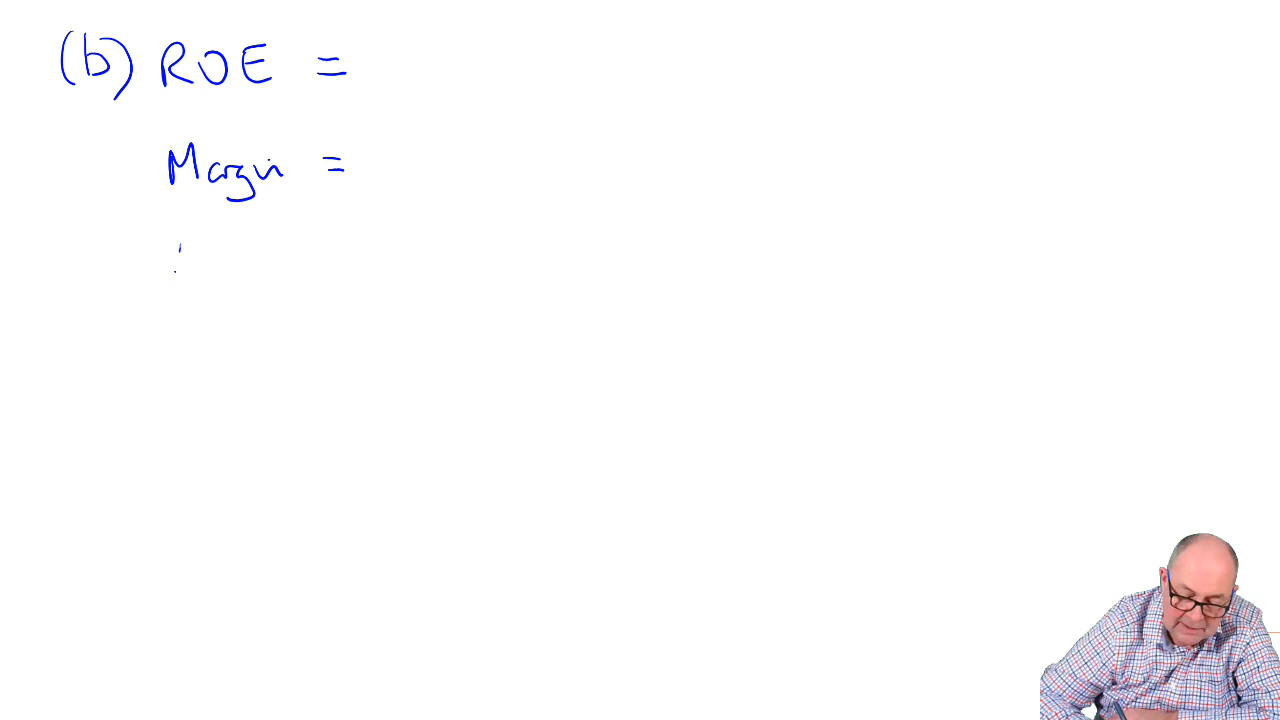 (b) ROE =
Margin =